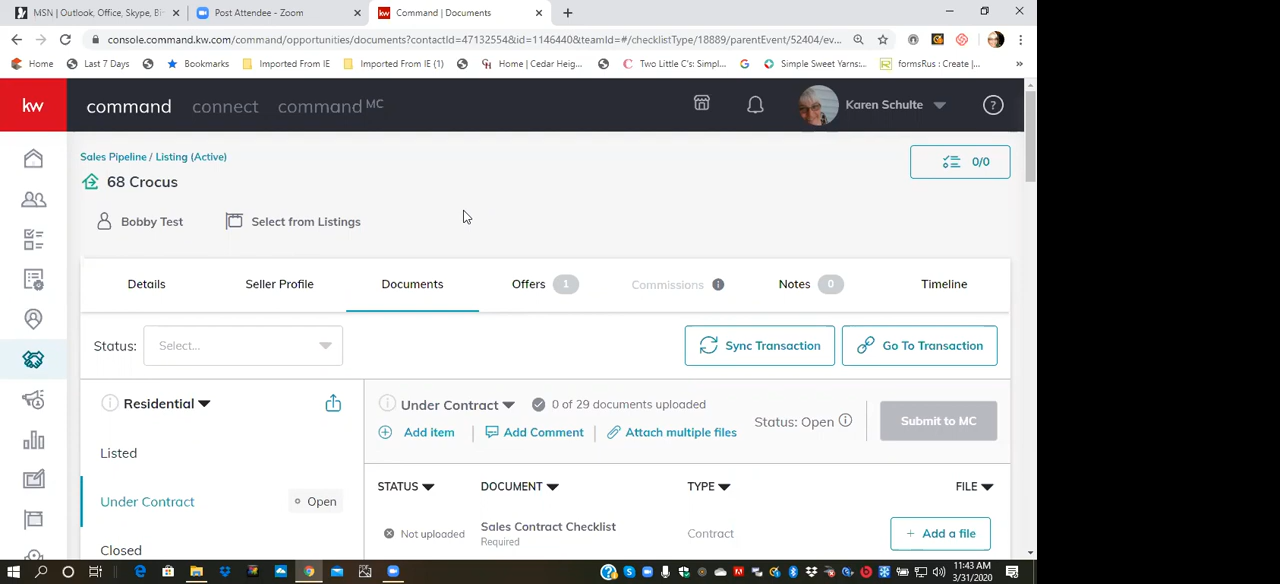 MSN | Outlook, Office, Skype, Bi
Post Attendee - Zoom
Command | Documents
console.command.kw.com/command/opportunities/documents?contactId=47132554&id=1146440&teamId=#/checklistType/18889/parentEvent/52404/ev...
Home
Last 7 Days
Bookmarks
Imported From IE
Imported From IE (1)
Home | Cedar Heig...
Two Little C's: Simpl...
Simple Sweet Yarns:...
formsRus : Create |...
»
kw
command
connect
command MC
Karen Schulte
?
Sales Pipeline / Listing (Active)
0/0
68 Crocus
Bobby Test
Select from Listings
Details
Seller Profile
Documents
Offers 1
Commissions
Notes 0
Timeline
Status:
Select...
Sync Transaction
Go To Transaction
Residential
Under Contract
0 of 29 documents uploaded
Status: Open
Submit to MC
Add item
Add Comment
Attach multiple files
Listed
Under Contract
Open
Closed
STATUS
DOCUMENT
TYPE
FILE
Not uploaded
Sales Contract Checklist
Required
Contract
+ Add a file
11:43 AM
3/31/2020